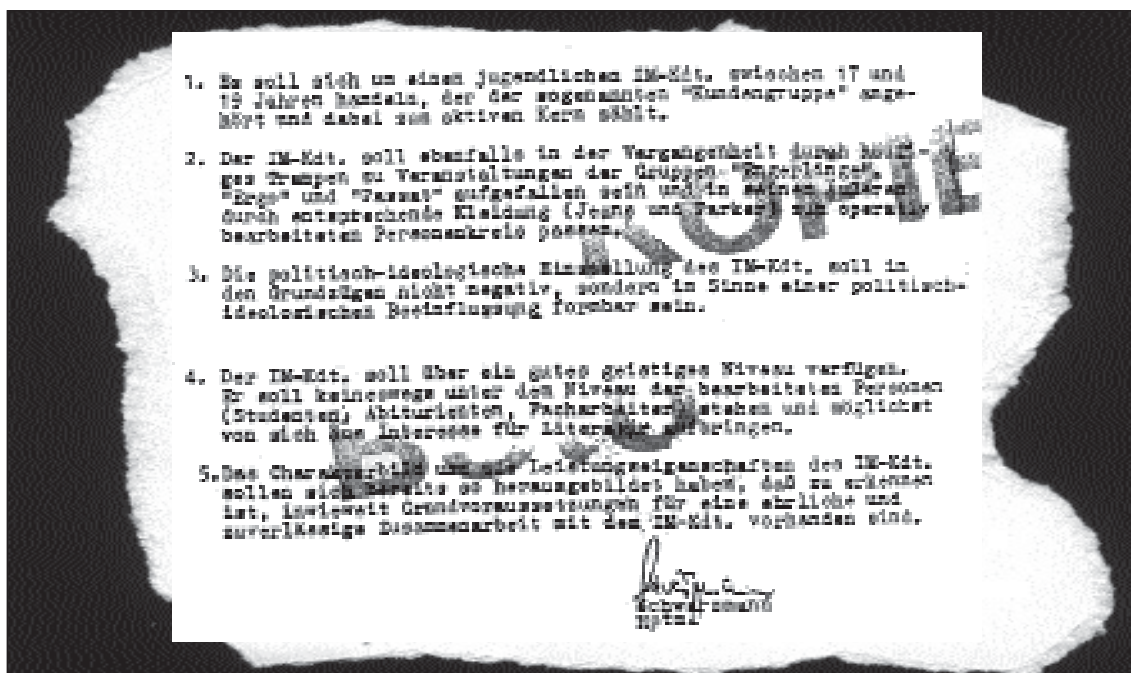 1. Es soll sich um einen jugendlichen IM-Kdt. zwischen 17 und
19 Jahren handeln, der der sogenannten "Kundengruppe" ange-
hört und dabei zum aktiven Kern zählt.
2. Der IM-Kdt. soll ebenfalls in der Vergangenheit durch häufi-
ges Trampen zu Veranstaltungen der Gruppen "Engerlinge",
"Ergo" und "Passat" aufgefallen sein und in seinem äußeren
durch entsprechende Kleidung (Jeans und Parker) zum operativ
bearbeiteten Personenkreis passen.
3. Die politisch-ideologische Einstellung des IM-Kdt. soll in
den Grundzügen nicht negativ, sondern im Sinne einer politisch-
ideologischen Beeinflussung formbar sein.
4. Der IM-Kdt. soll über ein gutes geistiges Niveau verfügen.
Er soll keineswegs unter dem Niveau der bearbeiteten Personen
(Studenten, Abiturienten, Facharbeiter) stehen und möglichst
von sich aus Interesse für Literatur aufbringen.
5. Das Charakterbild und die Leistungseigenschaften des IM-Kdt.
sollen sich bereits so herausgebildet haben, daß zu erkennen
ist, inwieweit Grundvoraussetzungen für eine ehrliche und
zuverlässige Zusammenarbeit mit dem IM-Kdt. vorhanden sind.
Schwarzmann
Hptm.
KOPIE
BStU